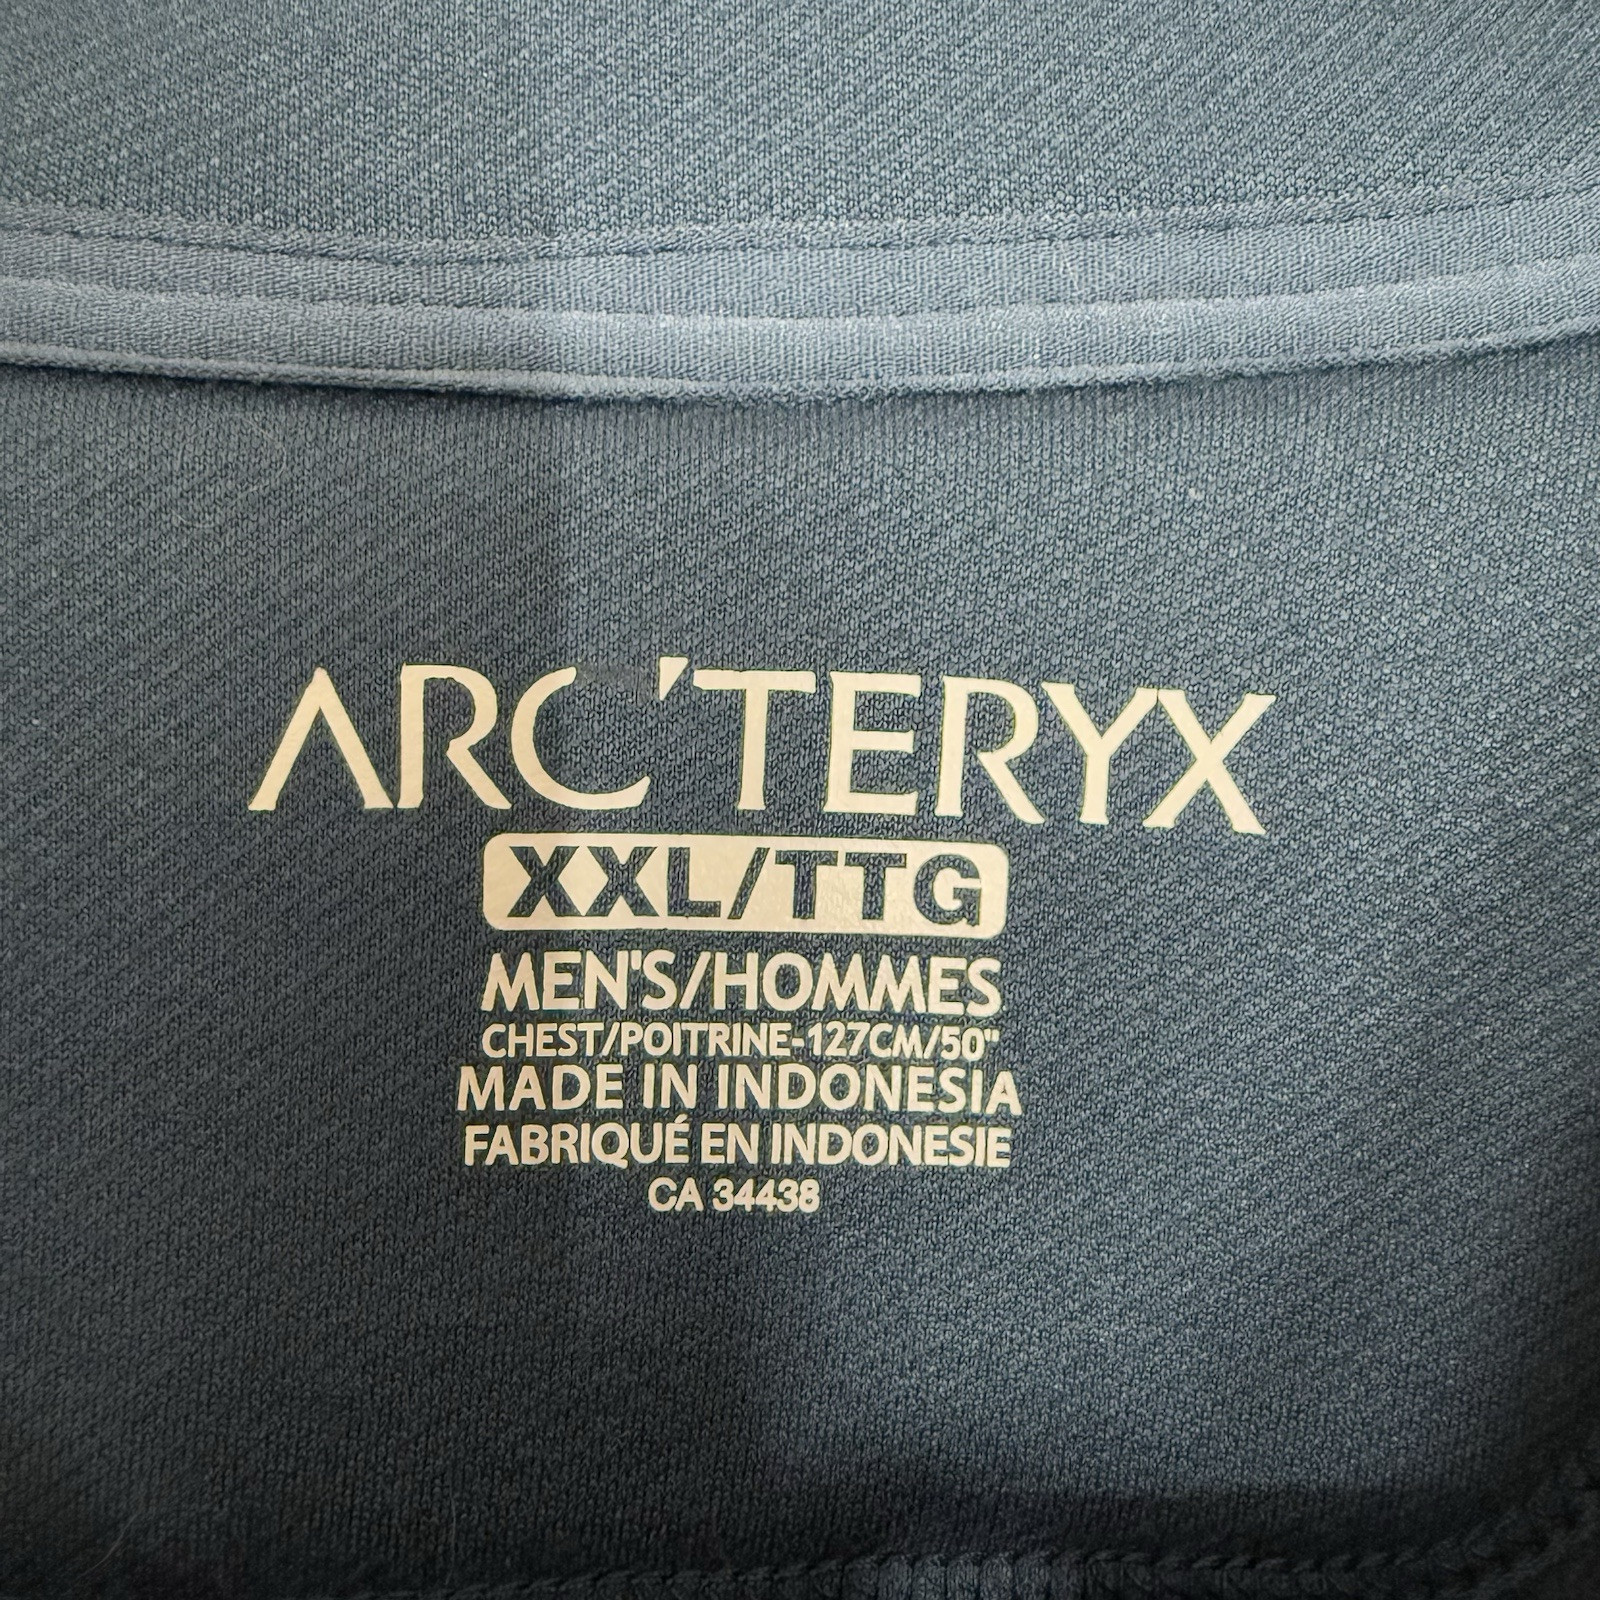 ARC'TERYX
XXL/TTG
MEN'S/HOMMES
CHEST/POITRINE-127CM/50"
MADE IN INDONESIA
FABRIQUÉ EN INDONESIE
CA 34438